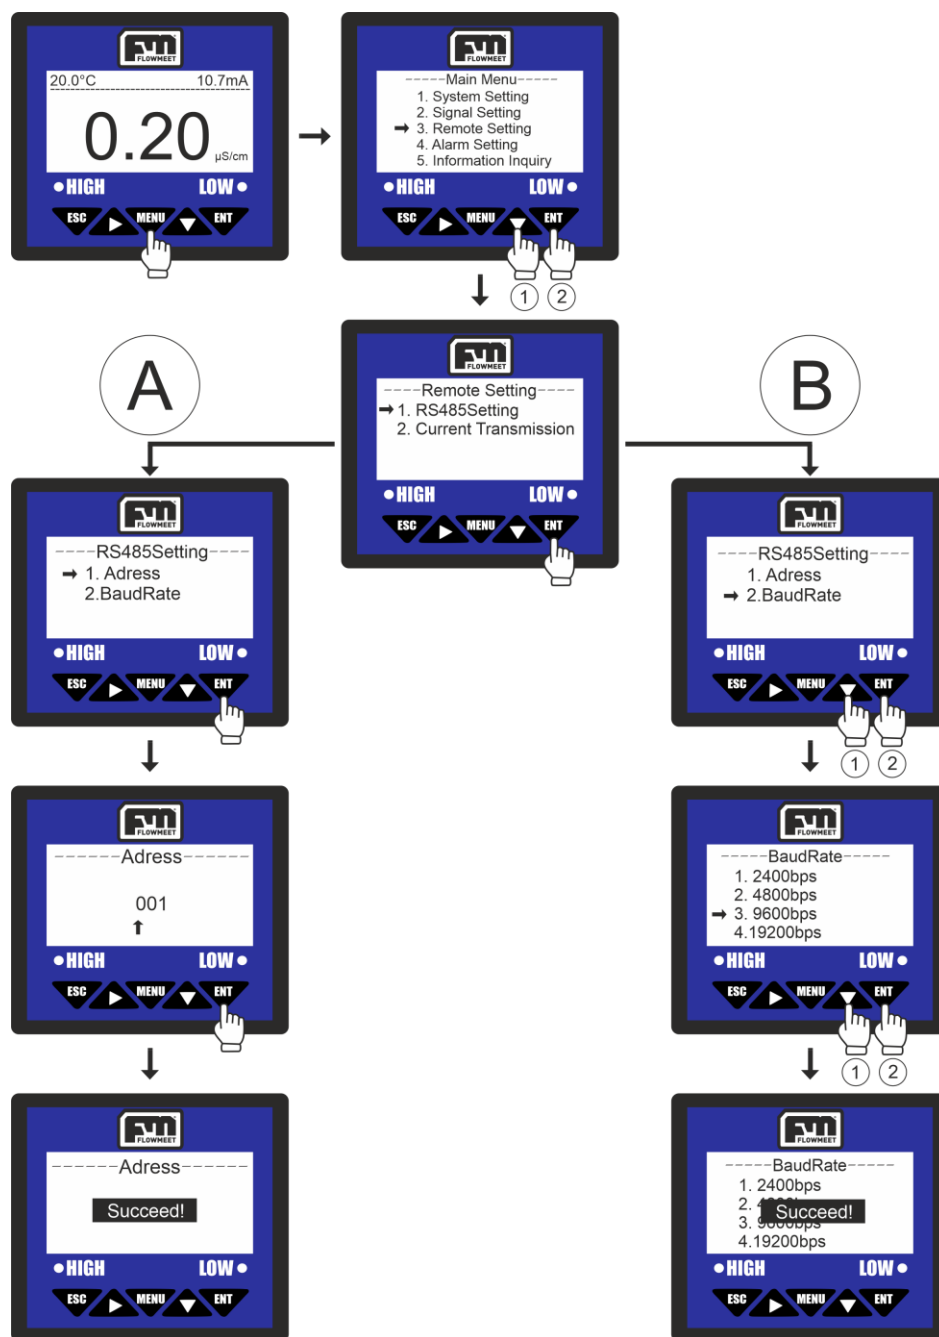 FLOWMEET
20.0°C 10.7mA
0.20 µS/cm
HIGH LOW
ESC MENU ENT
FLOWMEET
-----Main Menu-----
1. System Setting
2. Signal Setting
➞ 3. Remote Setting
4. Alarm Setting
5. Information Inquiry
HIGH LOW
ESC MENU ENT
1 2
FLOWMEET
----Remote Setting----
➞ 1. RS485Setting
2. Current Transmission
HIGH LOW
ESC MENU ENT
A
FLOWMEET
----RS485Setting----
➞ 1. Adress
2.BaudRate
HIGH LOW
ESC MENU ENT
FLOWMEET
-------Adress-------
001
HIGH LOW
ESC MENU ENT
FLOWMEET
-------Adress-------
Succeed!
HIGH LOW
ESC MENU ENT
B
FLOWMEET
----RS485Setting----
1. Adress
➞ 2.BaudRate
HIGH LOW
ESC MENU ENT
1 2
FLOWMEET
-----BaudRate-----
1. 2400bps
2. 4800bps
➞ 3. 9600bps
4.19200bps
HIGH LOW
ESC MENU ENT
1 2
FLOWMEET
-----BaudRate-----
1. 2400bps
2. 4800bps
Succeed!
3. 9600bps
4.19200bps
HIGH LOW
ESC MENU ENT